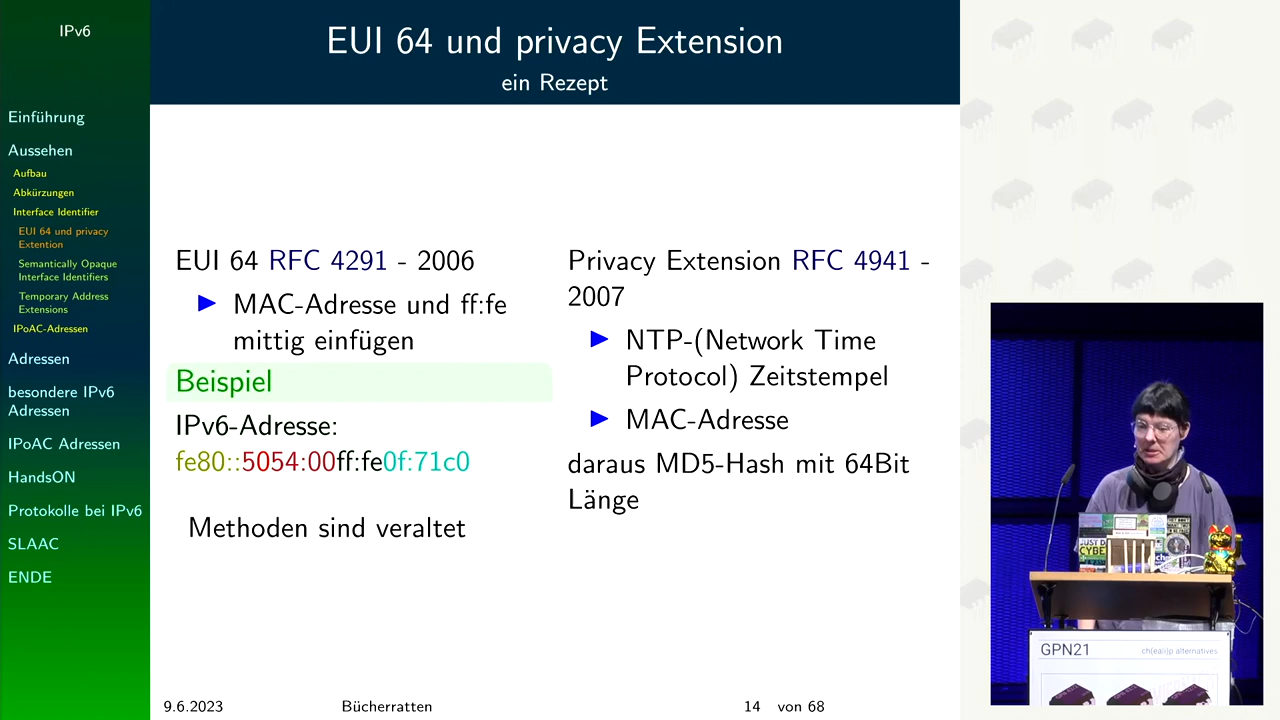 IPv6
Einführung
Aussehen
Aufbau
Abkürzungen
Interface Identifier
EUI 64 und privacy
Extention
Semantically Opaque
Interface Identifiers
Temporary Address
Extensions
IPoAC-Adressen
Adressen
besondere IPv6
Adressen
IPoAC Adressen
HandsON
Protokolle bei IPv6
SLAAC
ENDE
EUI 64 und privacy Extension
ein Rezept
EUI 64 RFC 4291 - 2006
MAC-Adresse und ff:fe
mittig einfügen
Beispiel
IPv6-Adresse:
fe80::5054:00ff:fe0f:71c0
Methoden sind veraltet
Privacy Extension RFC 4941 -
2007
NTP-(Network Time
Protocol) Zeitstempel
MAC-Adresse
daraus MD5-Hash mit 64Bit
Länge
9.6.2023 Bücherratten 14 von 68
JUST D
CYBE
GPN21
ch(ea)p alternatives